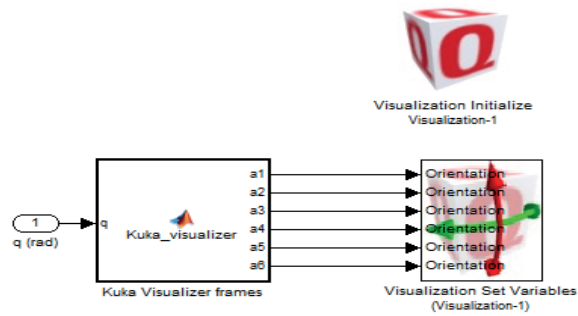 Q
Q
Visualization Initialize
Visualization-1
1
q (rad)
q
Kuka_visualizer
a1
a2
a3
a4
a5
a6
Kuka Visualizer frames
Orientation
Orientation
Orientation
Orientation
Orientation
Orientation
Visualization Set Variables
(Visualization-1)